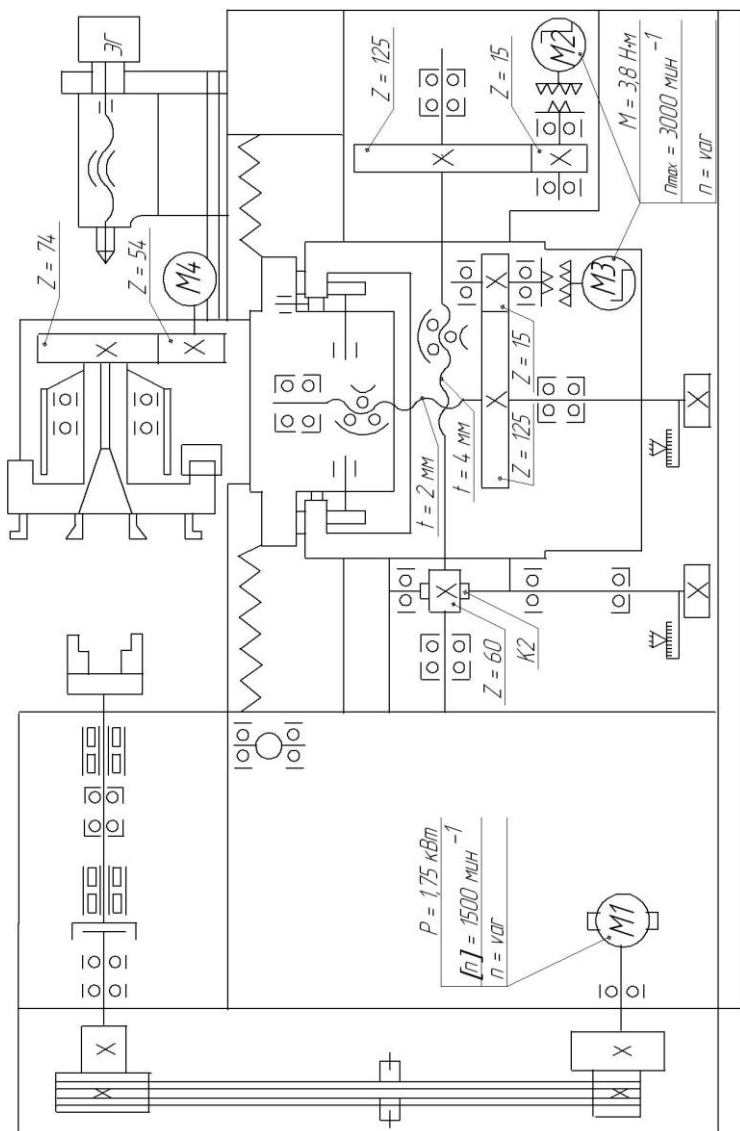 ЭГ
Z = 74
Z = 54
M4
Z = 125
Z = 15
M2
M = 3,8 Н·м
nmax = 3000 мин⁻¹
n = var
M3
Z = 15
Z = 125
t = 4 мм
t = 2 мм
K2
Z = 60
P = 1,75 кВт
[n] = 1500 мин⁻¹
n = var
M1